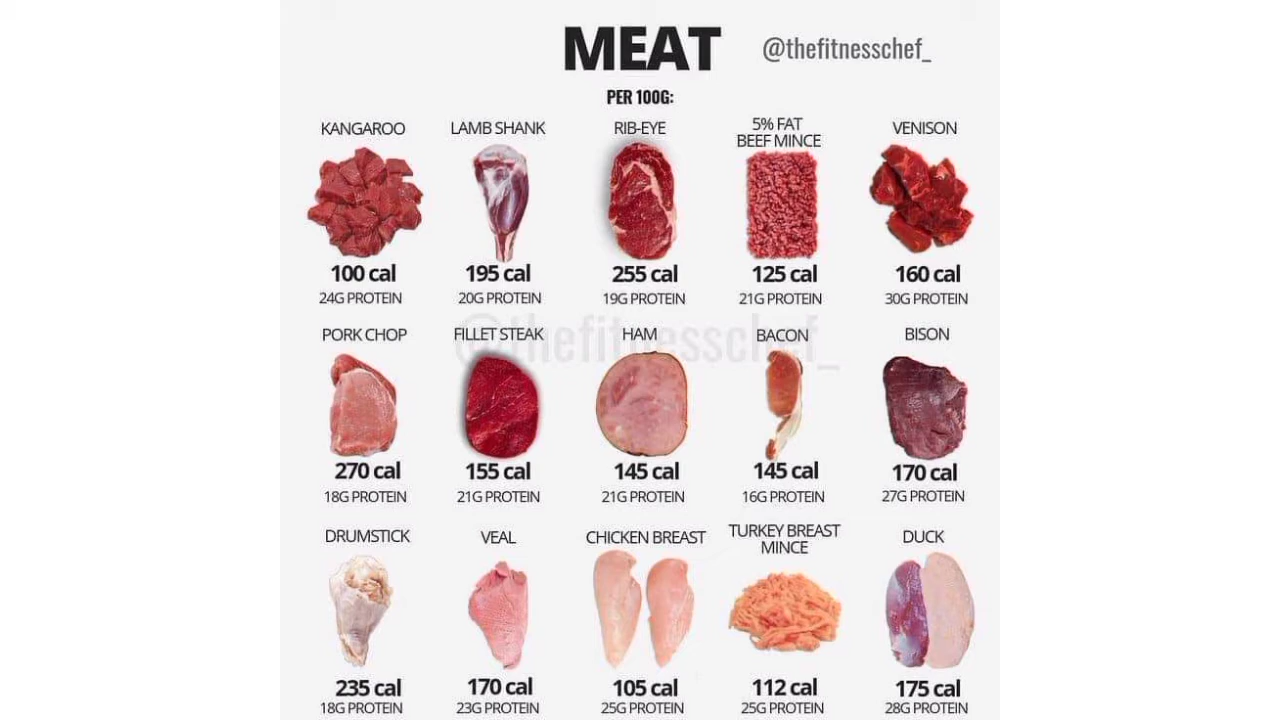 MEAT
@thefitnesschef_
PER 100G:
KANGAROO
LAMB SHANK
RIB-EYE
5% FAT
BEEF MINCE
VENISON
100 cal
195 cal
255 cal
125 cal
160 cal
24G PROTEIN
20G PROTEIN
19G PROTEIN
21G PROTEIN
30G PROTEIN
@thefitnesschef_
PORK CHOP
FILLET STEAK
HAM
BACON
BISON
270 cal
155 cal
145 cal
145 cal
170 cal
18G PROTEIN
21G PROTEIN
21G PROTEIN
16G PROTEIN
27G PROTEIN
DRUMSTICK
VEAL
CHICKEN BREAST
TURKEY BREAST
MINCE
DUCK
235 cal
170 cal
105 cal
112 cal
175 cal
18G PROTEIN
23G PROTEIN
25G PROTEIN
25G PROTEIN
28G PROTEIN